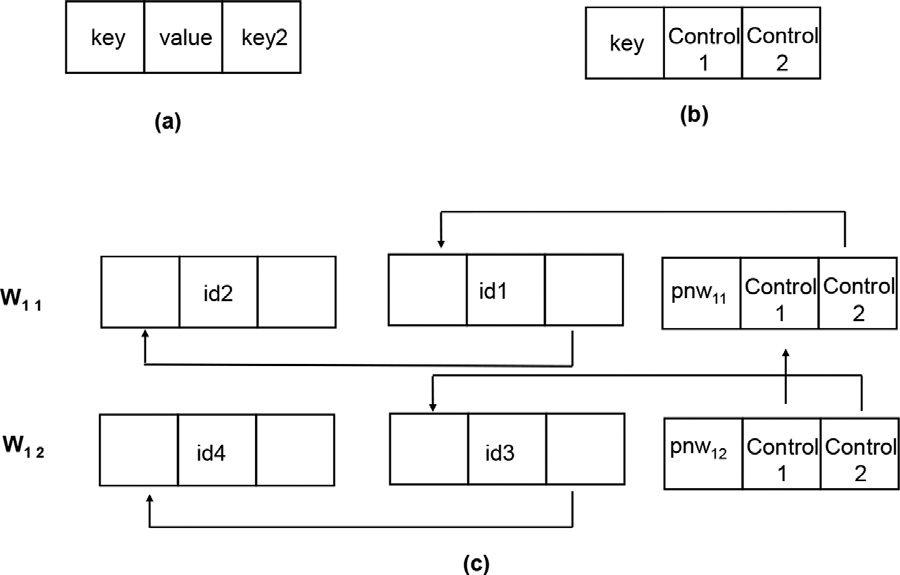 key value key2
(a)
key Control 1 Control 2
(b)
W₁ ₁ id2 id1 pnw₁₁ Control 1 Control 2
W₁ ₂ id4 id3 pnw₁₂ Control 1 Control 2
(c)